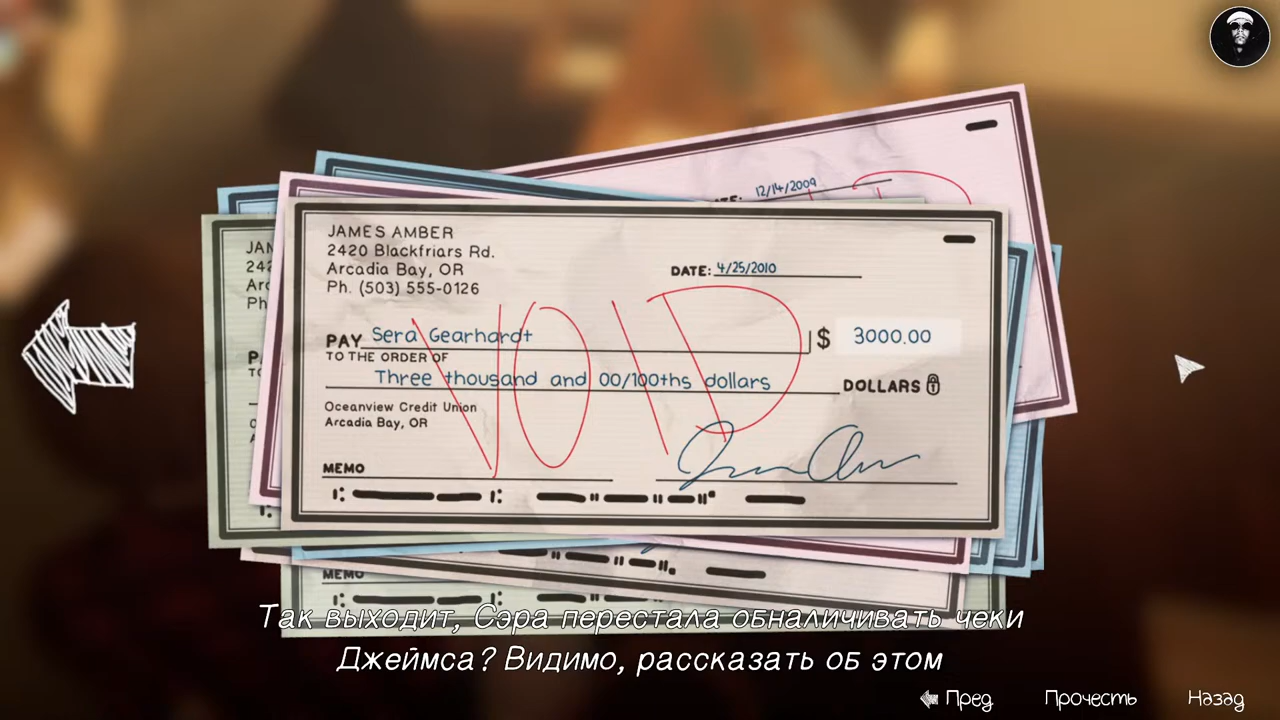 12/14/2009
JAMES AMBER
2420 Blackfriars Rd.
Arcadia Bay, OR
Ph. (503) 555-0126
DATE: 4/25/2010
VOID
PAY Sera Gearhardt $ 3000.00
TO THE ORDER OF
Three thousand and 00/100ths dollars DOLLARS
Oceanview Credit Union
Arcadia Bay, OR
MEMO
MEMO
Так выходит, Сэра перестала обналичивать чеки
Джеймса? Видимо, рассказать об этом
Пред Прочесть Назад